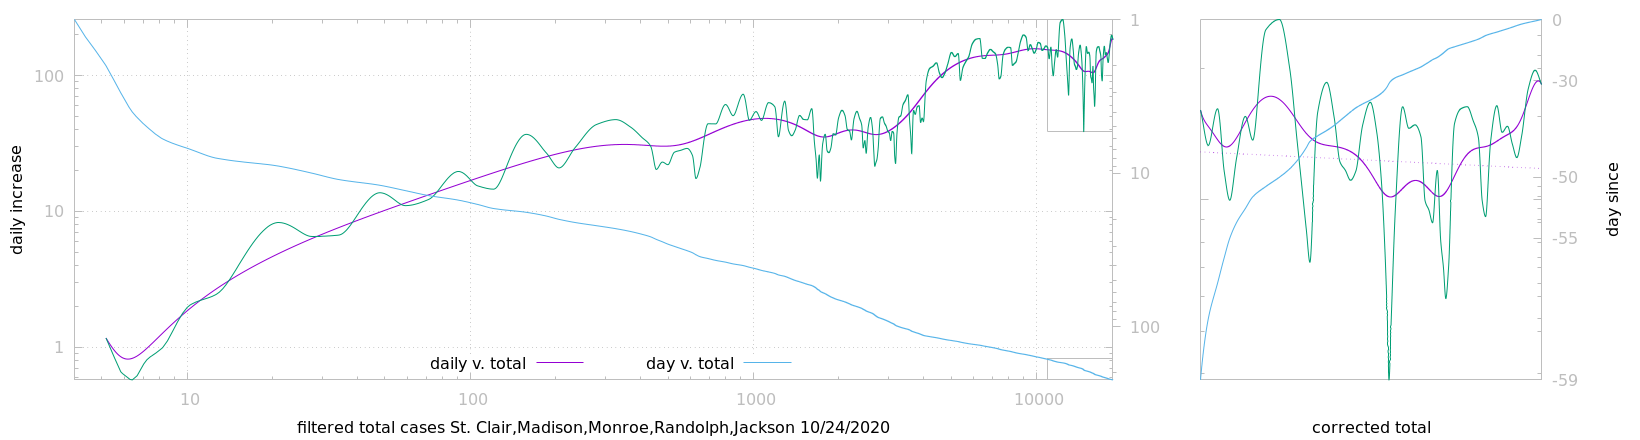 daily increase
100
10
1
1
10
100
daily v. total
day v. total
10
100
1000
10000
filtered total cases St. Clair,Madison,Monroe,Randolph,Jackson 10/24/2020
0
-30
-50
-55
-59
day since
corrected total